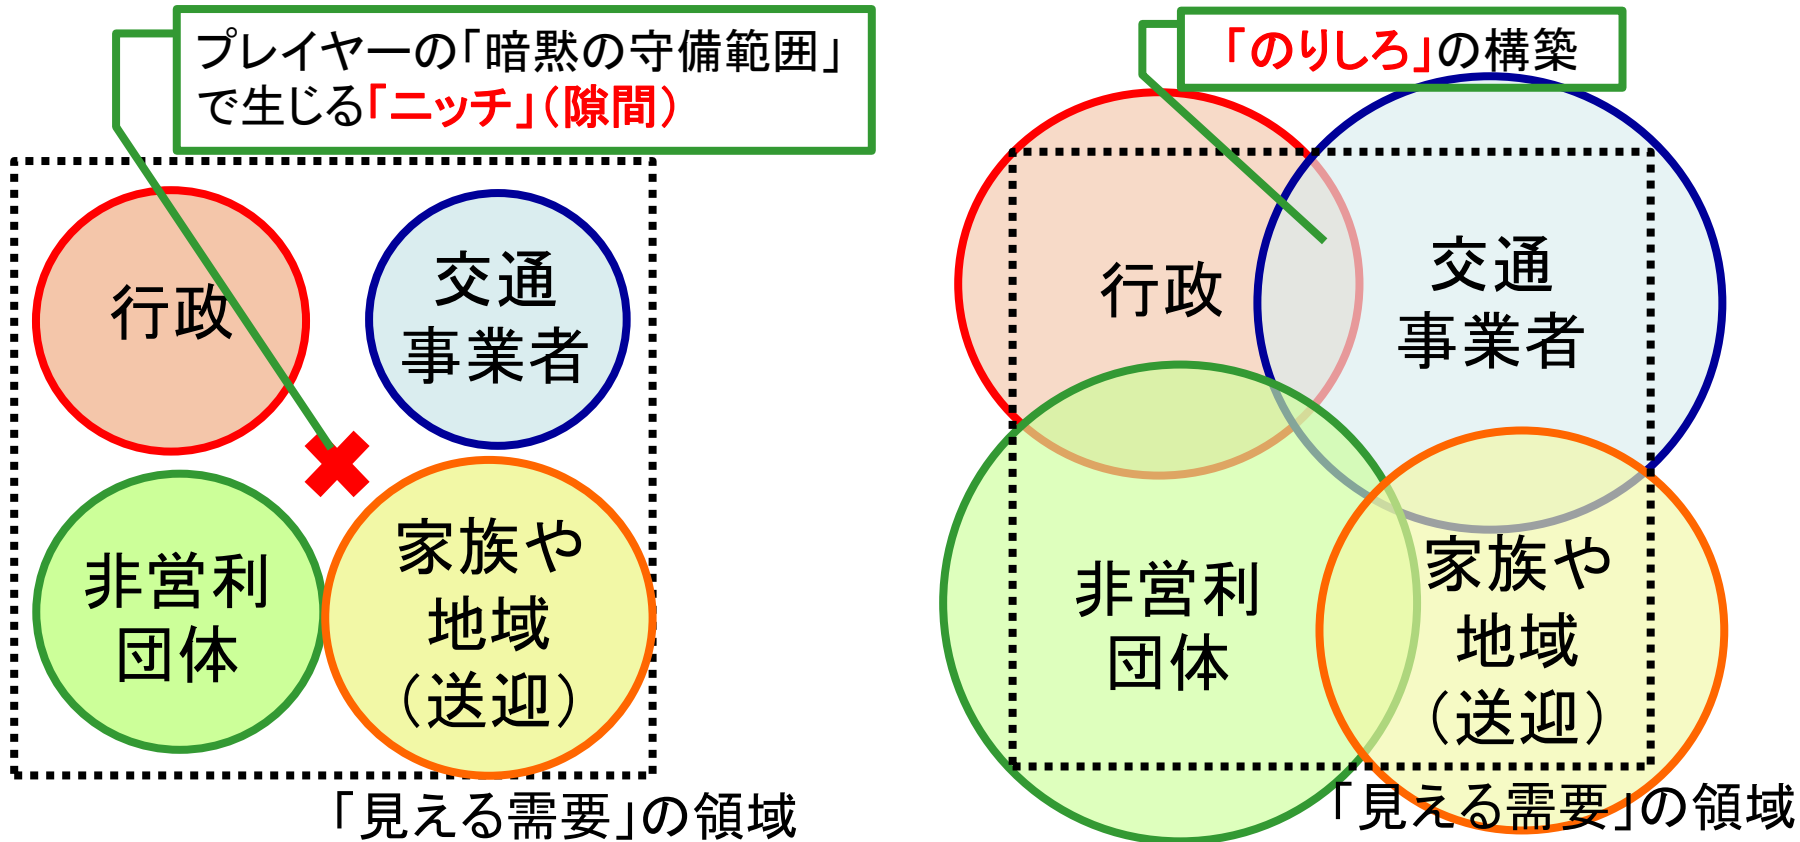 プレイヤーの「暗黙の守備範囲」
で生じる「ニッチ」（隙間）
行政
交通
事業者
非営利
団体
家族や
地域
（送迎）
「見える需要」の領域
「のりしろ」の構築
行政
交通
事業者
非営利
団体
家族や
地域
（送迎）
「見える需要」の領域